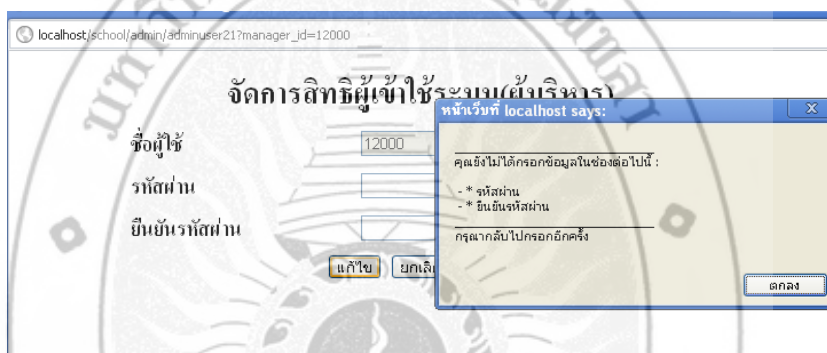 localhost/school/admin/adminuser21?manager_id=12000
จัดการสิทธิผู้เข้าใช้ระบบ(ผู้บริหาร)
หน้าเว็บที่ localhost says:
ชื่อผู้ใช้ 12000
คุณยังไม่ได้กรอกข้อมูลในช่องต่อไปนี้ :
รหัสผ่าน
- * รหัสผ่าน
- * ยืนยันรหัสผ่าน
ยืนยันรหัสผ่าน
กรุณากลับไปกรอกอีกครั้ง
แก้ไข ยกเลิ
ตกลง